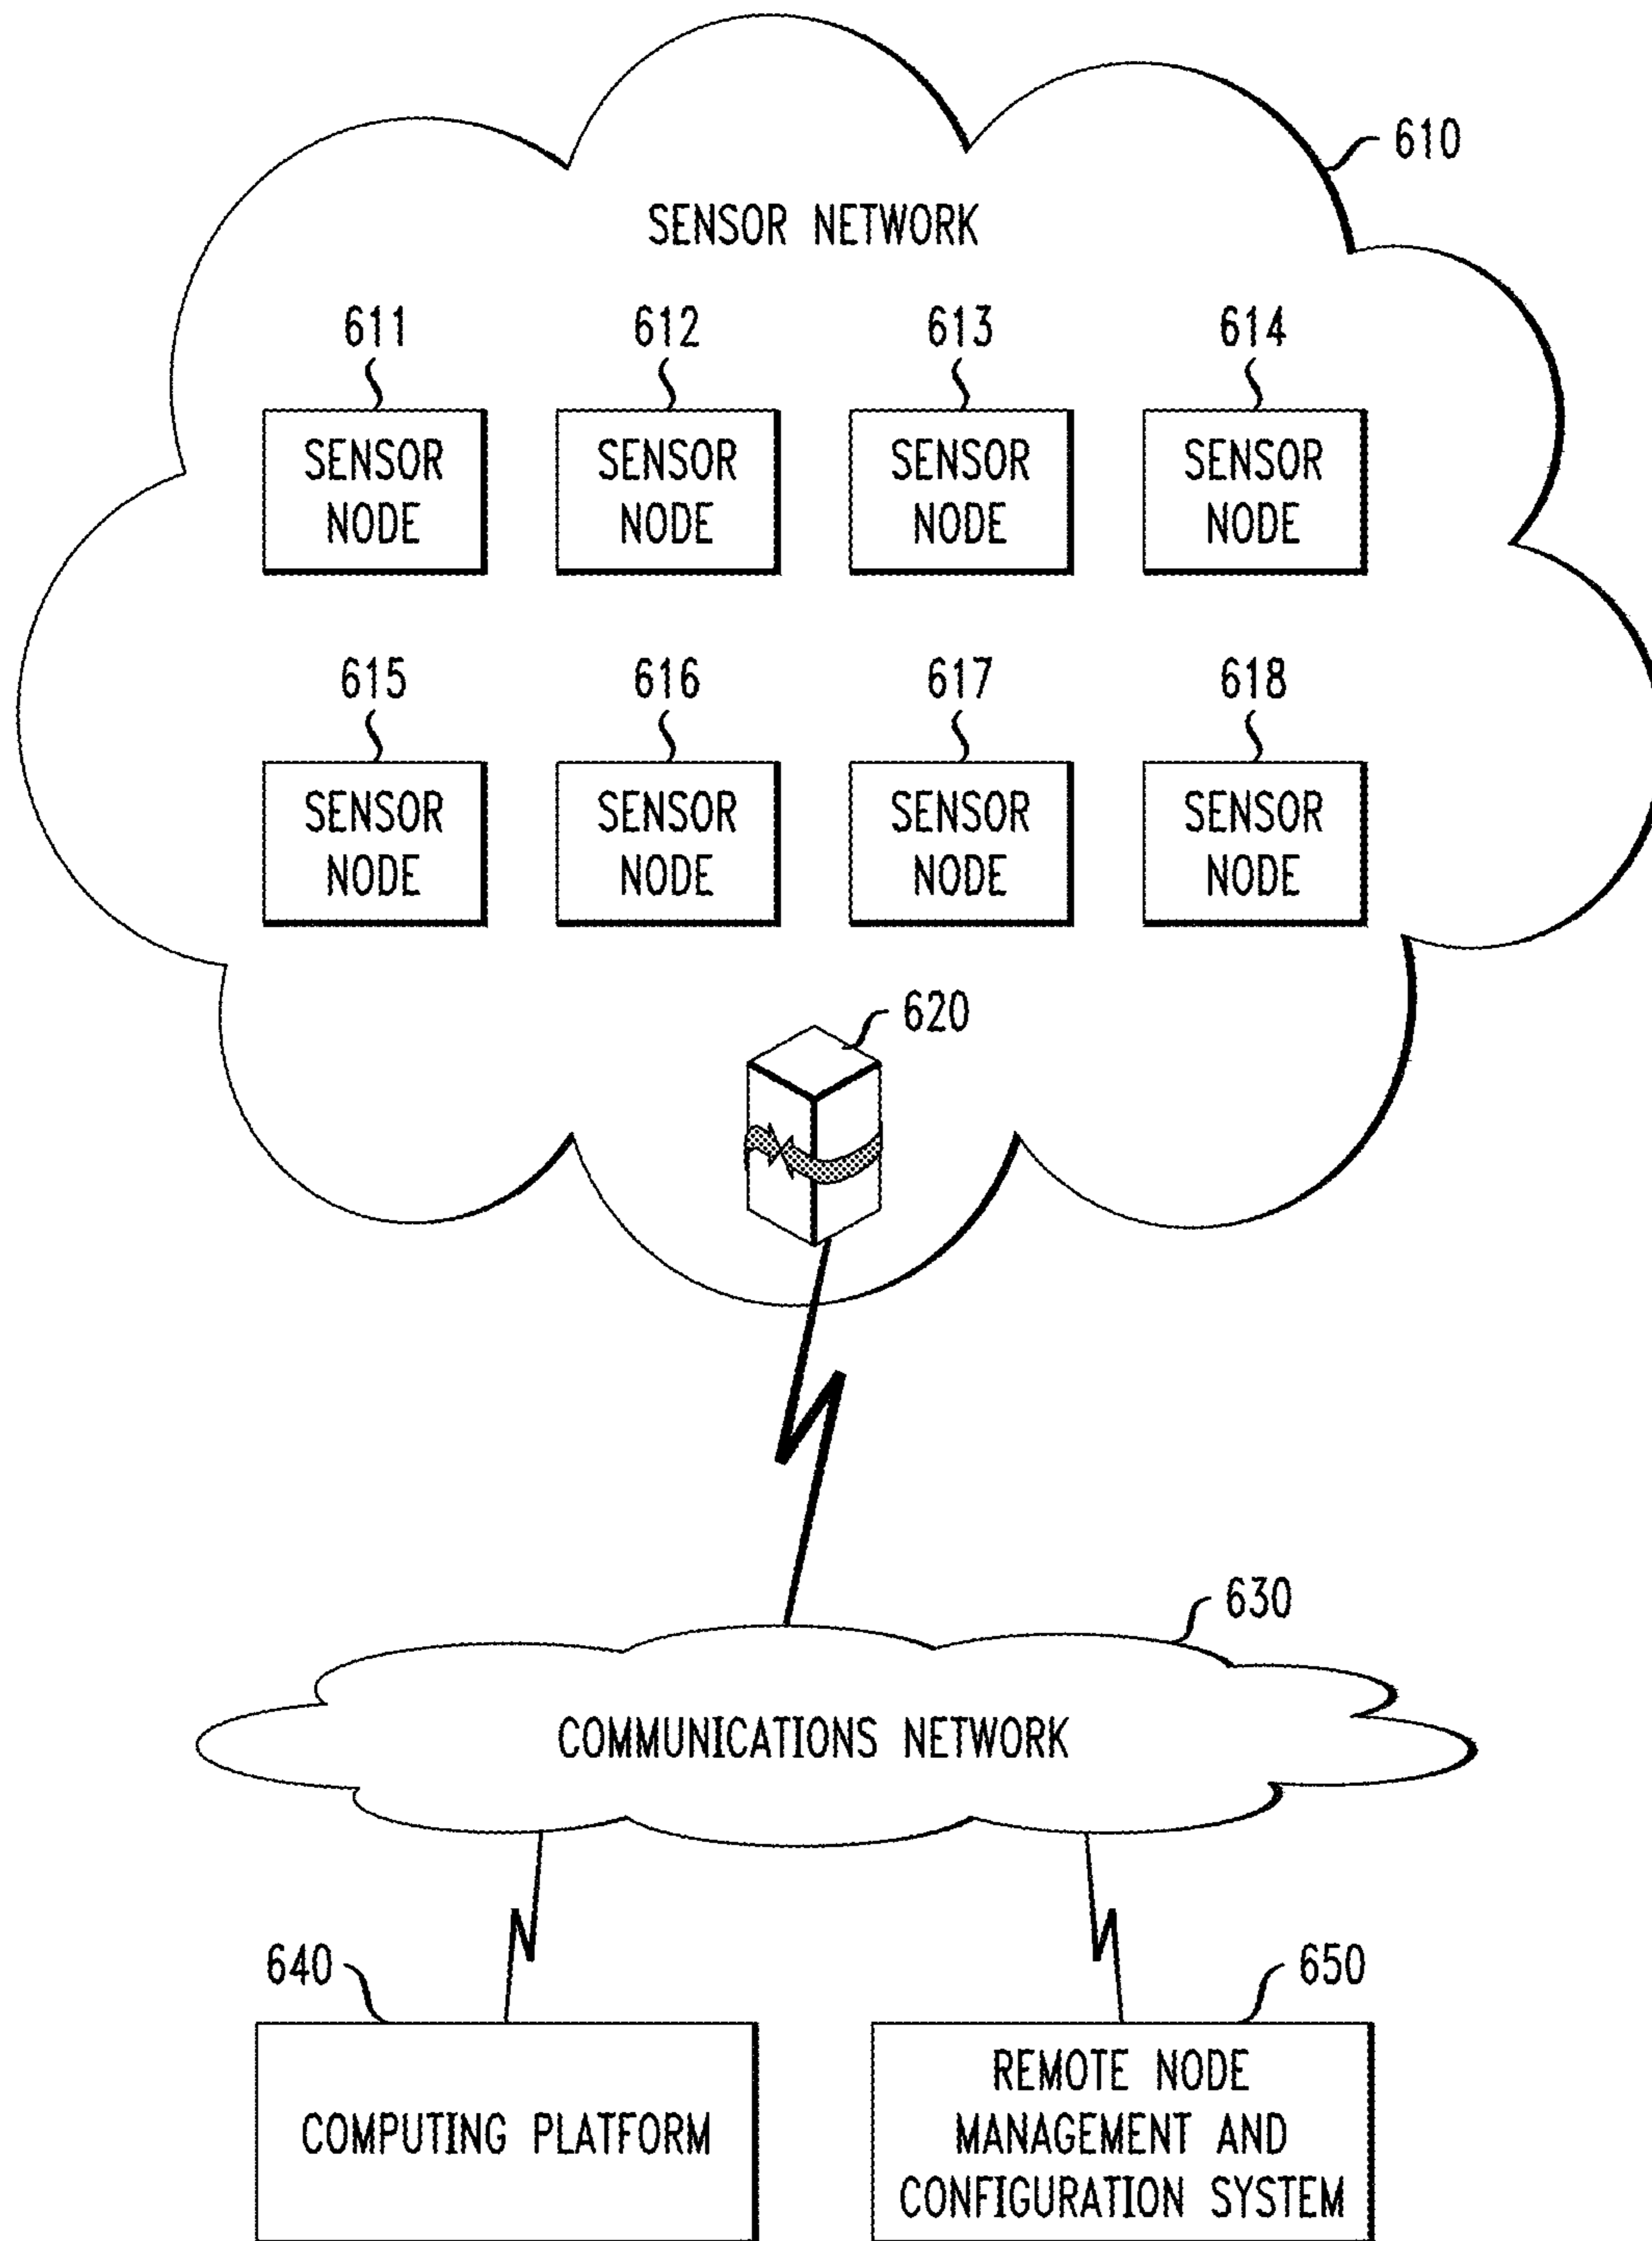 610
SENSOR NETWORK
611 612 613 614
SENSOR NODE SENSOR NODE SENSOR NODE SENSOR NODE
615 616 617 618
SENSOR NODE SENSOR NODE SENSOR NODE SENSOR NODE
620
630
COMMUNICATIONS NETWORK
640
650
COMPUTING PLATFORM
REMOTE NODE
MANAGEMENT AND
CONFIGURATION SYSTEM